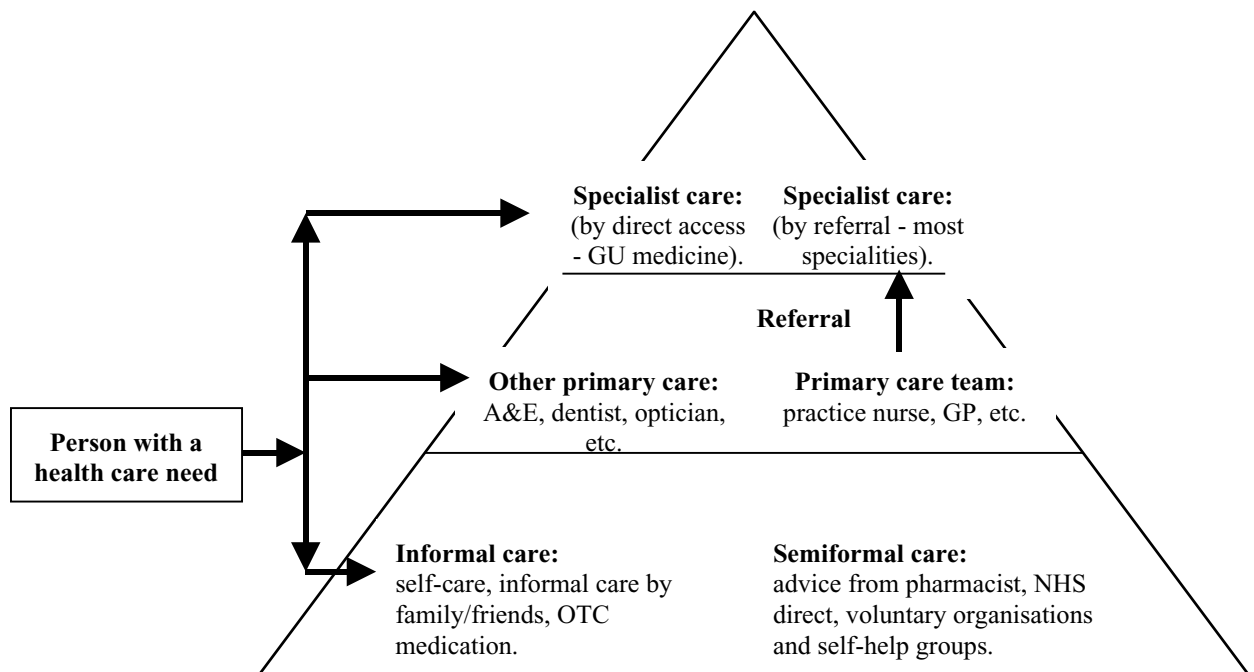 Specialist care:
(by direct access
- GU medicine).
Specialist care:
(by referral - most
specialities).
Referral
Other primary care:
A&E, dentist, optician,
etc.
Primary care team:
practice nurse, GP, etc.
Person with a
health care need
Informal care:
self-care, informal care by
family/friends, OTC
medication.
Semiformal care:
advice from pharmacist, NHS
direct, voluntary organisations
and self-help groups.